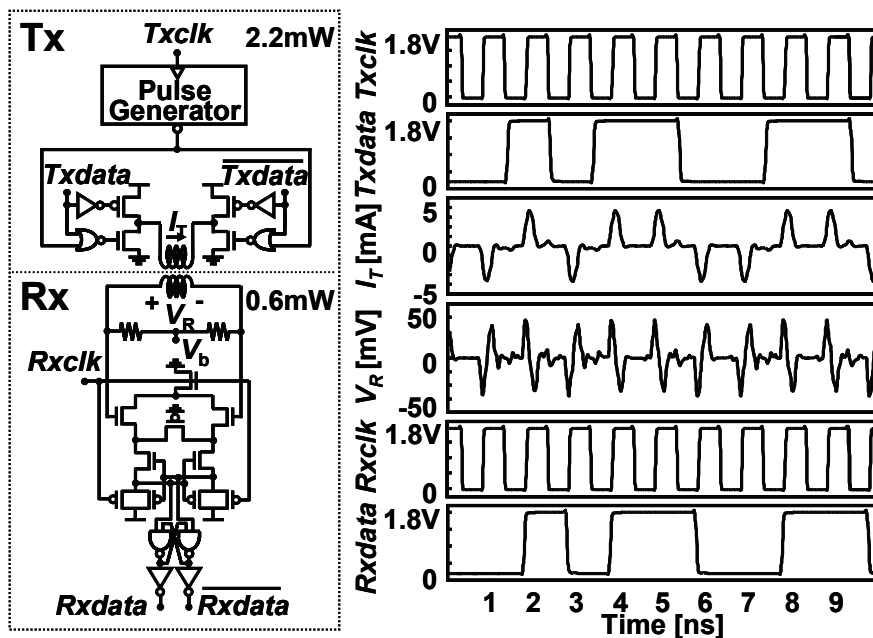 Tx
Txclk
2.2mW
Pulse
Generator
Txdata
Txdata
I_T
Rx
0.6mW
+ V_R -
V_b
Rxclk
Rxdata
Rxdata
1.8V
0
Txclk
1.8V
0
Txdata
5
0
-5
I_T [mA]
50
0
-50
V_R [mV]
1.8V
0
Rxclk
1.8V
0
Rxdata
1 2 3 4 5 6 7 8 9
Time [ns]